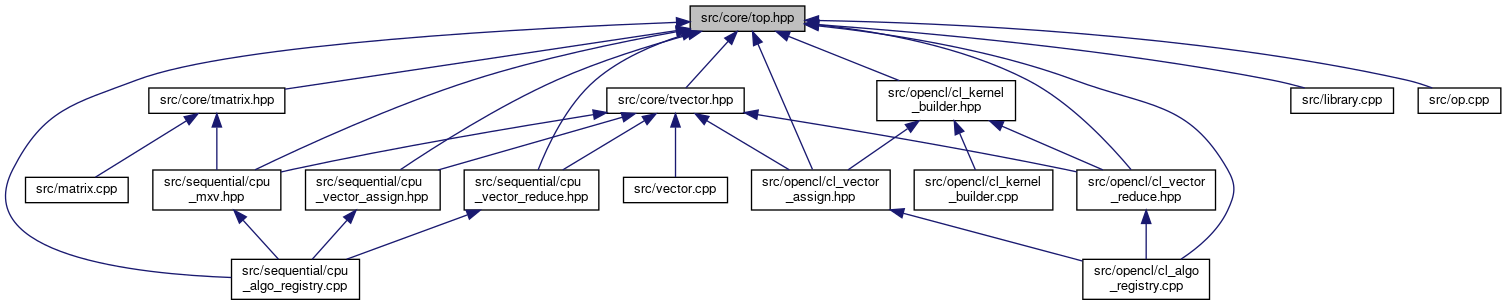 src/core/top.hpp
src/core/tmatrix.hpp
src/core/tvector.hpp
src/opencl/cl_kernel
_builder.hpp
src/library.cpp
src/op.cpp
src/matrix.cpp
src/sequential/cpu
_mxv.hpp
src/sequential/cpu
_vector_assign.hpp
src/sequential/cpu
_vector_reduce.hpp
src/vector.cpp
src/opencl/cl_vector
_assign.hpp
src/opencl/cl_kernel
_builder.cpp
src/opencl/cl_vector
_reduce.hpp
src/sequential/cpu
_algo_registry.cpp
src/opencl/cl_algo
_registry.cpp